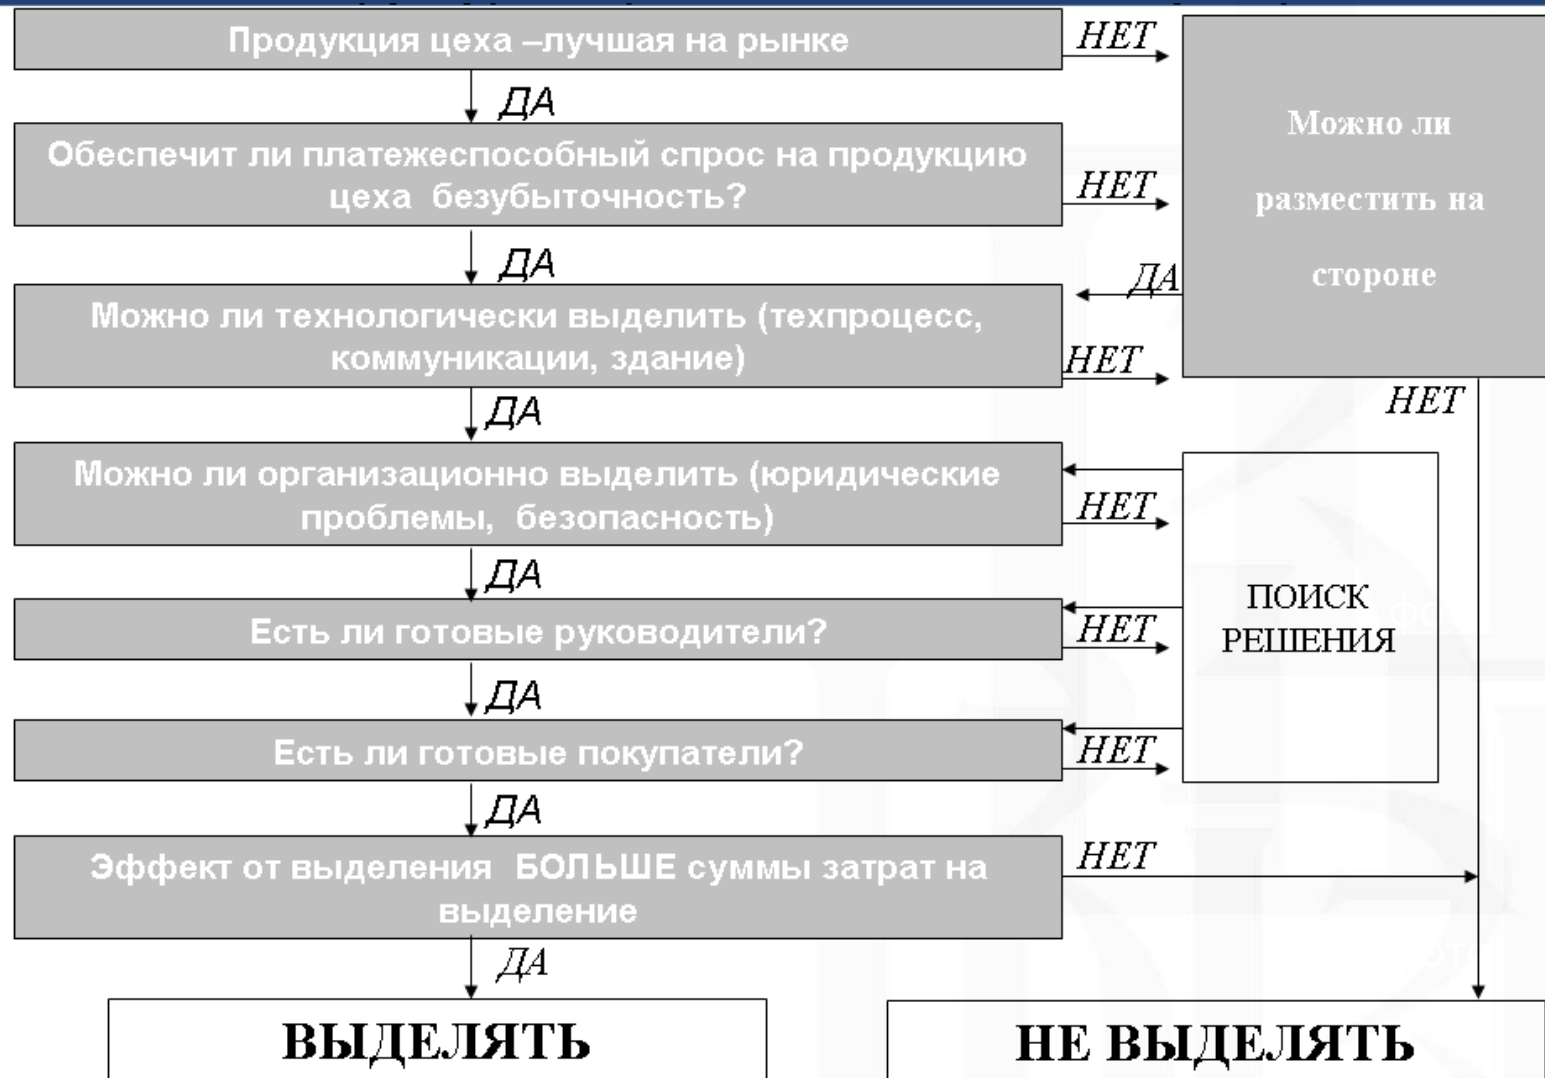 Продукция цеха –лучшая на рынке
НЕТ
ДА
Обеспечит ли платежеспособный спрос на продукцию
цеха безубыточность?
НЕТ
ДА
Можно ли
разместить на
стороне
ДА
НЕТ
Можно ли технологически выделить (техпроцесс,
коммуникации, здание)
НЕТ
ДА
Можно ли организационно выделить (юридические
проблемы, безопасность)
НЕТ
ДА
Есть ли готовые руководители?
НЕТ
ДА
ПОИСК
РЕШЕНИЯ
Есть ли готовые покупатели?
НЕТ
ДА
Эффект от выделения БОЛЬШЕ суммы затрат на
выделение
НЕТ
ДА
ВЫДЕЛЯТЬ
НЕ ВЫДЕЛЯТЬ